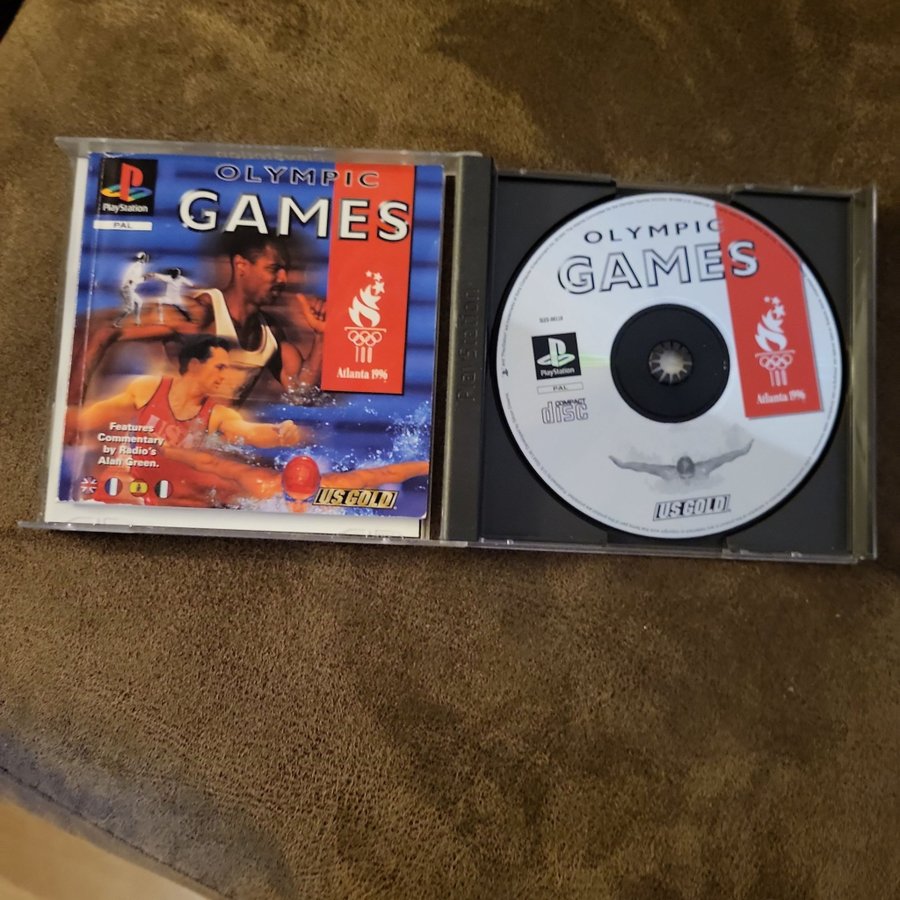 OLYMPIC
GAMES
PlayStation
PAL
Atlanta 1996
Features
Commentary
by Radio's
Alan Green.
US GOLD
PlayStation
OLYMPIC
GAMES
PlayStation
PAL
COMPACT
disc
Atlanta 1996
US GOLD